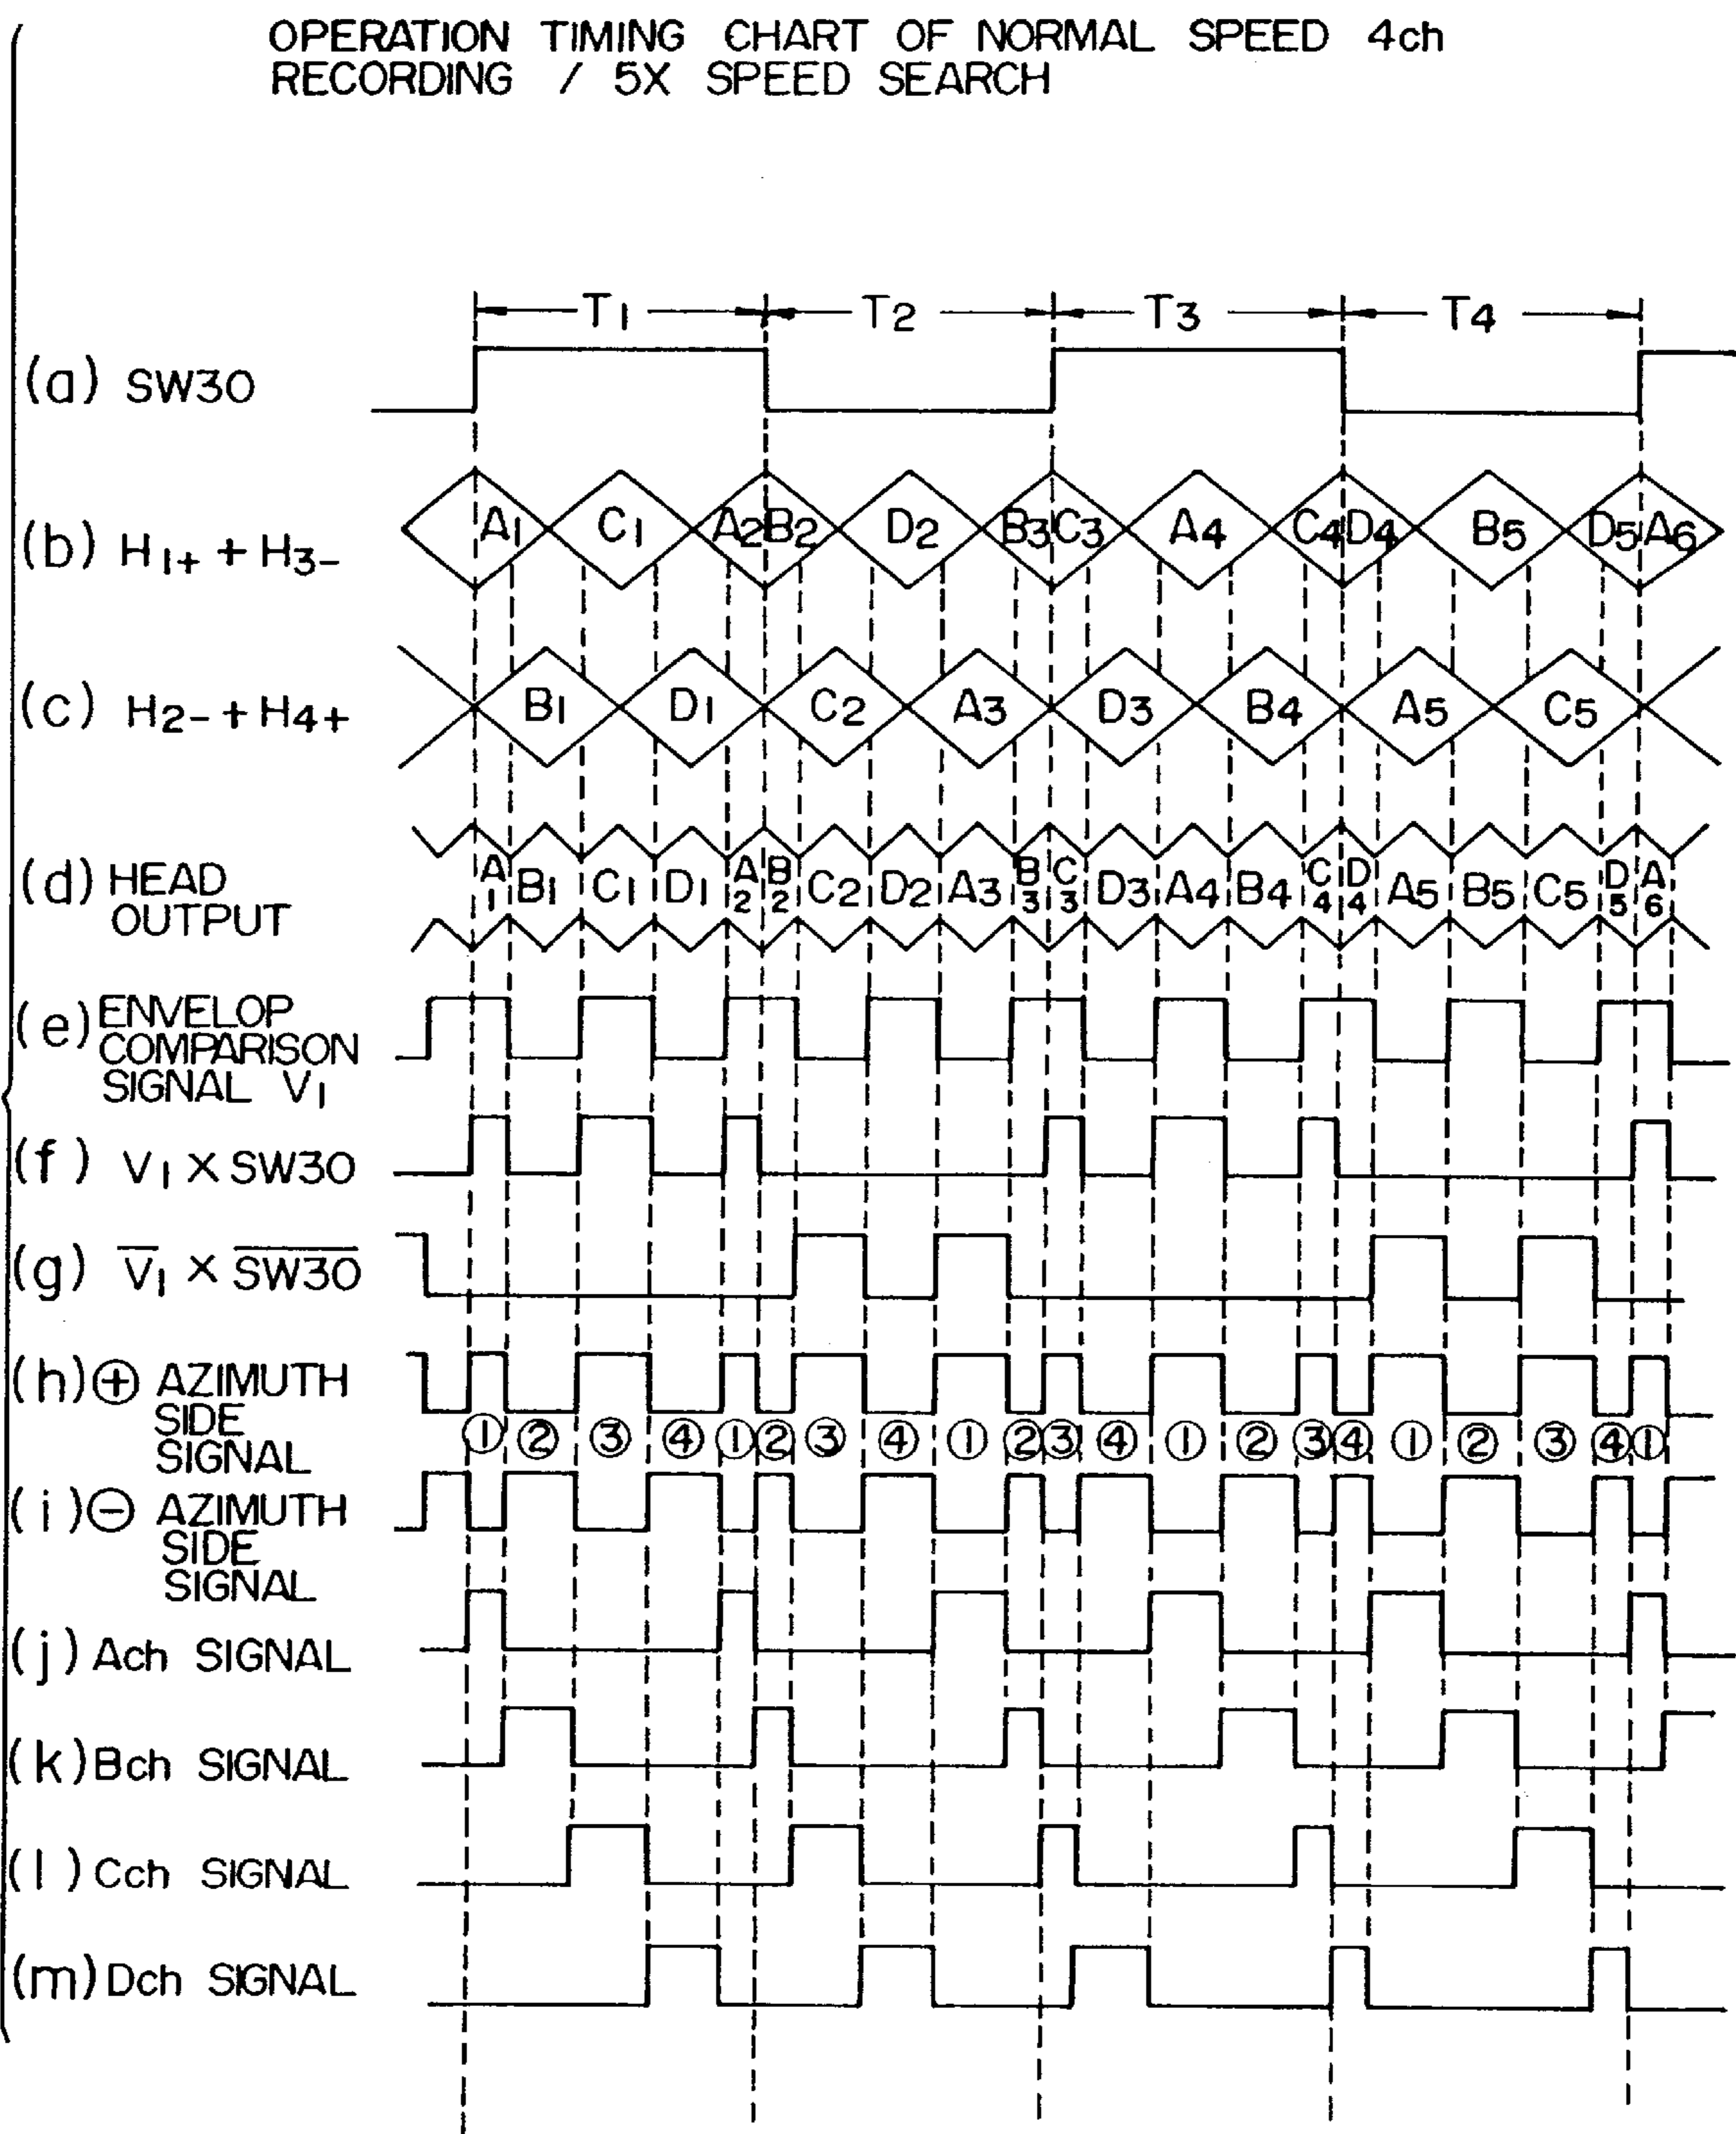 OPERATION TIMING CHART OF NORMAL SPEED 4ch
RECORDING / 5X SPEED SEARCH
T1 T2 T3 T4
(a) SW30
(b) H1+ + H3-
A1 C1 A2 B2 D2 B3 C3 A4 C4 D4 B5 D5 A6
(c) H2- + H4+
B1 D1 C2 A3 D3 B4 A5 C5
(d) HEAD
OUTPUT
A1 B1 C1 D1 A2 B2 C2 D2 A3 B3 C3 D3 A4 B4 C4 D4 A5 B5 C5 D5 A6
(e) ENVELOP
COMPARISON
SIGNAL V1
(f) V1 X SW30
(g) V̅1 X S̅W̅3̅0̅
(h) ⊕ AZIMUTH
SIDE
SIGNAL
① ② ③ ④ ① ② ③ ④ ① ② ③ ④ ① ② ③ ④ ① ② ③ ④ ①
(i) ⊖ AZIMUTH
SIDE
SIGNAL
(j) Ach SIGNAL
(k) Bch SIGNAL
(l) Cch SIGNAL
(m) Dch SIGNAL